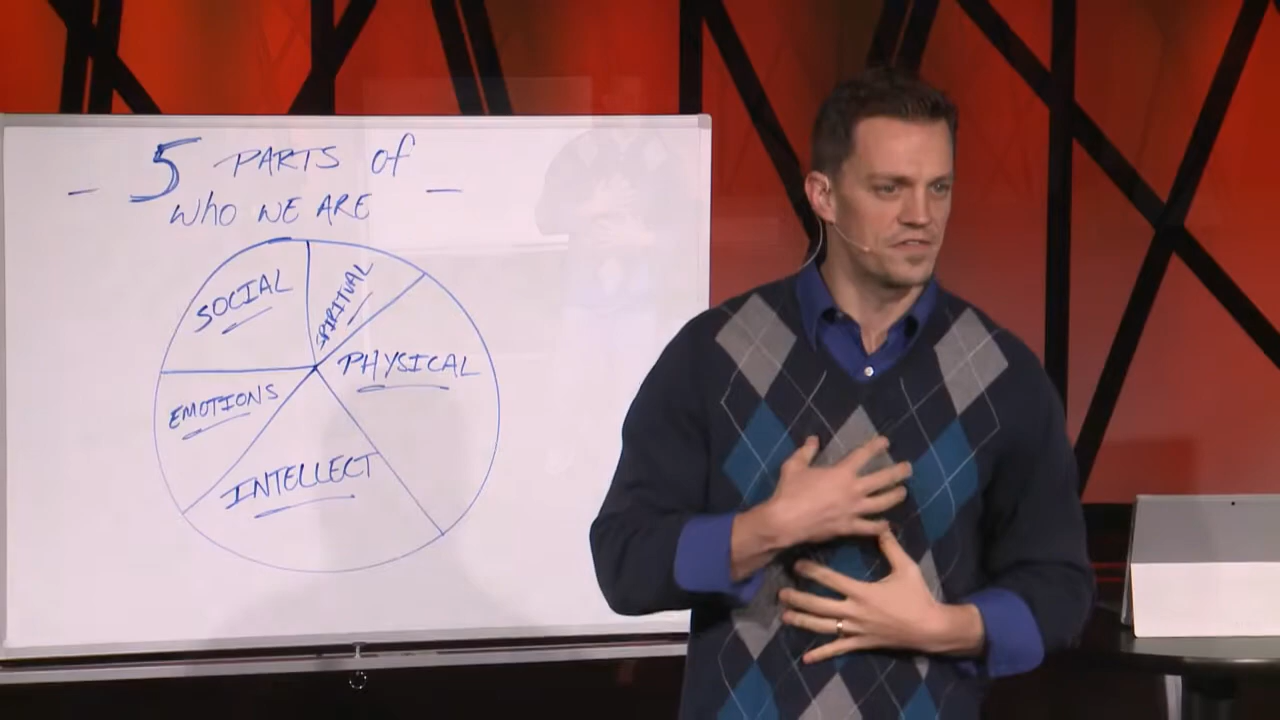 5 PARTS of
- WHO WE ARE -
SOCIAL
SPIRITUAL
PHYSICAL
EMOTIONS
INTELLECT